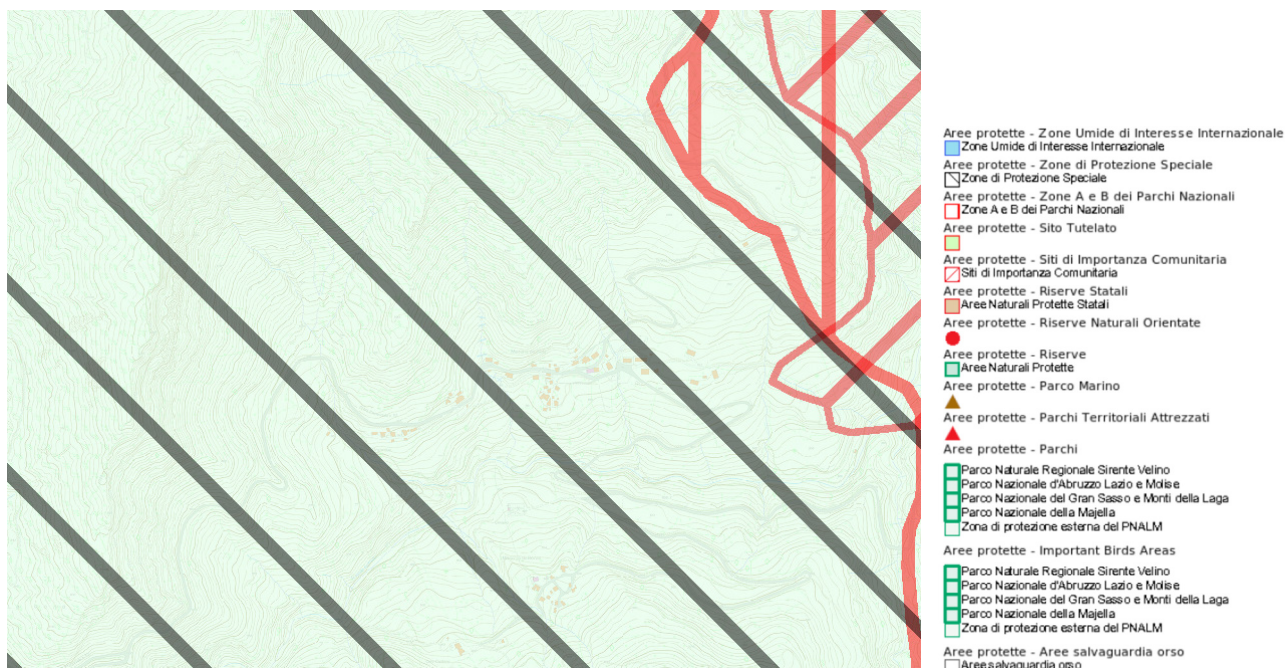 Aree protette - Zone Umide di Interesse Internazionale
Zone Umide di Interesse Internazionale
Aree protette - Zone di Protezione Speciale
Zone di Protezione Speciale
Aree protette - Zone A e B dei Parchi Nazionali
Zone A e B dei Parchi Nazionali
Aree protette - Sito Tutelato
Aree protette - Siti di Importanza Comunitaria
Siti di Importanza Comunitaria
Aree protette - Riserve Statali
Aree Naturali Protette Statali
Aree protette - Riserve Naturali Orientate
Aree protette - Riserve
Aree Naturali Protette
Aree protette - Parco Marino
Aree protette - Parchi Territoriali Attrezzati
Aree protette - Parchi
Parco Naturale Regionale Sirente Velino
Parco Nazionale d'Abruzzo Lazio e Molise
Parco Nazionale del Gran Sasso e Monti della Laga
Parco Nazionale della Majella
Zona di protezione esterna del PNALM
Aree protette - Important Birds Areas
Parco Naturale Regionale Sirente Velino
Parco Nazionale d'Abruzzo Lazio e Molise
Parco Nazionale del Gran Sasso e Monti della Laga
Parco Nazionale della Majella
Zona di protezione esterna del PNALM
Aree protette - Aree salvaguardia orso
Aree salvaguardia orso